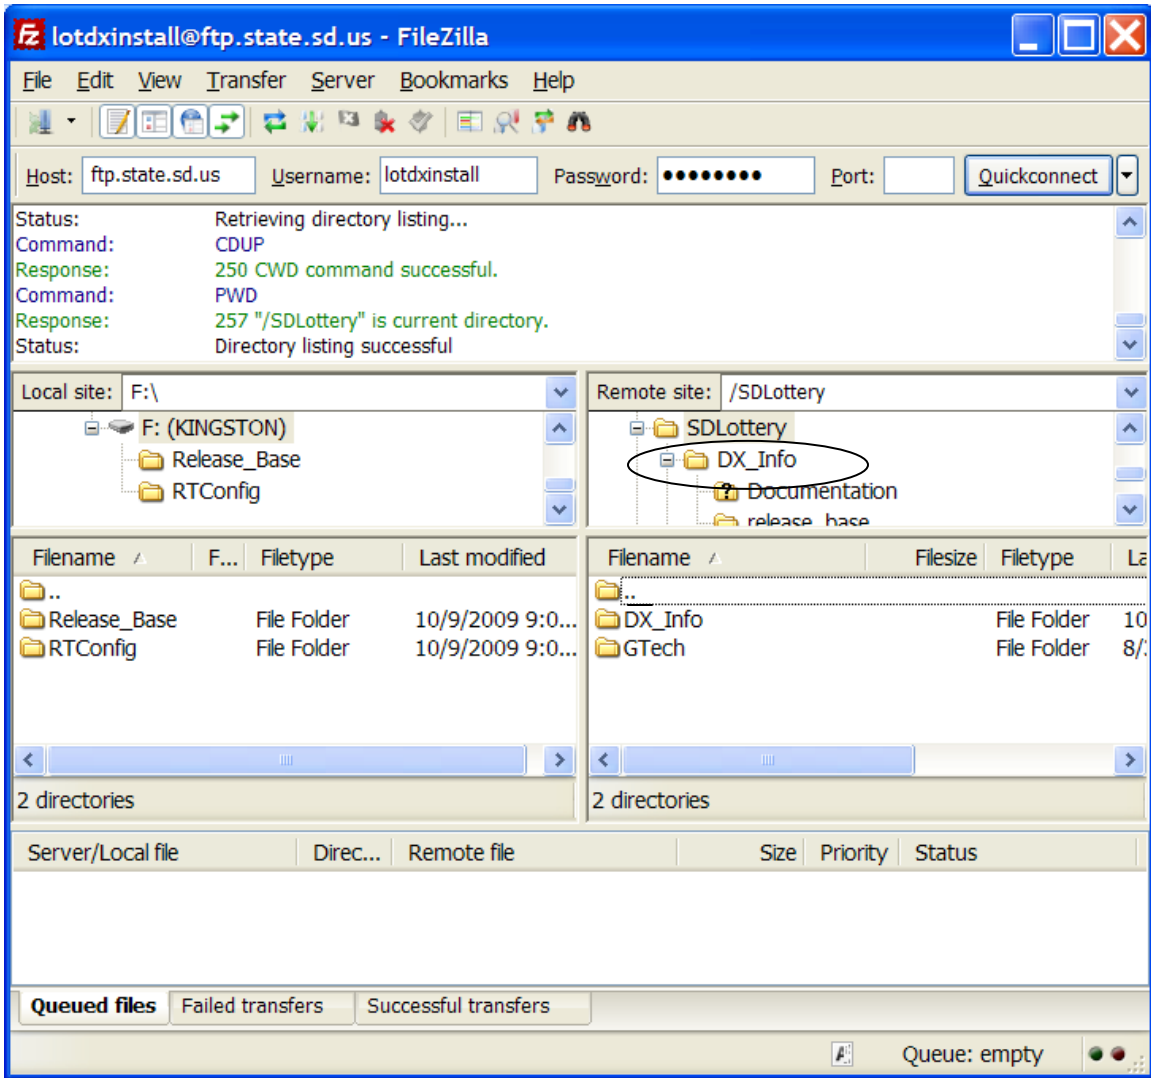 lotdxinstall@ftp.state.sd.us - FileZilla
File Edit View Transfer Server Bookmarks Help
Host: ftp.state.sd.us Username: lotdxinstall Password: ●●●●●●●● Port: Quickconnect
Status: Retrieving directory listing...
Command: CDUP
Response: 250 CWD command successful.
Command: PWD
Response: 257 "/SDLottery" is current directory.
Status: Directory listing successful
Local site: F:\
F: (KINGSTON)
Release_Base
RTConfig
Remote site: /SDLottery
SDLottery
DX_Info
Documentation
release_base
Filename F... Filetype Last modified
..
Release_Base File Folder 10/9/2009 9:0...
RTConfig File Folder 10/9/2009 9:0...
2 directories
Filename Filesize Filetype La
..
DX_Info File Folder 10
GTech File Folder 8/
2 directories
Server/Local file Direc... Remote file Size Priority Status
Queued files Failed transfers Successful transfers
Queue: empty